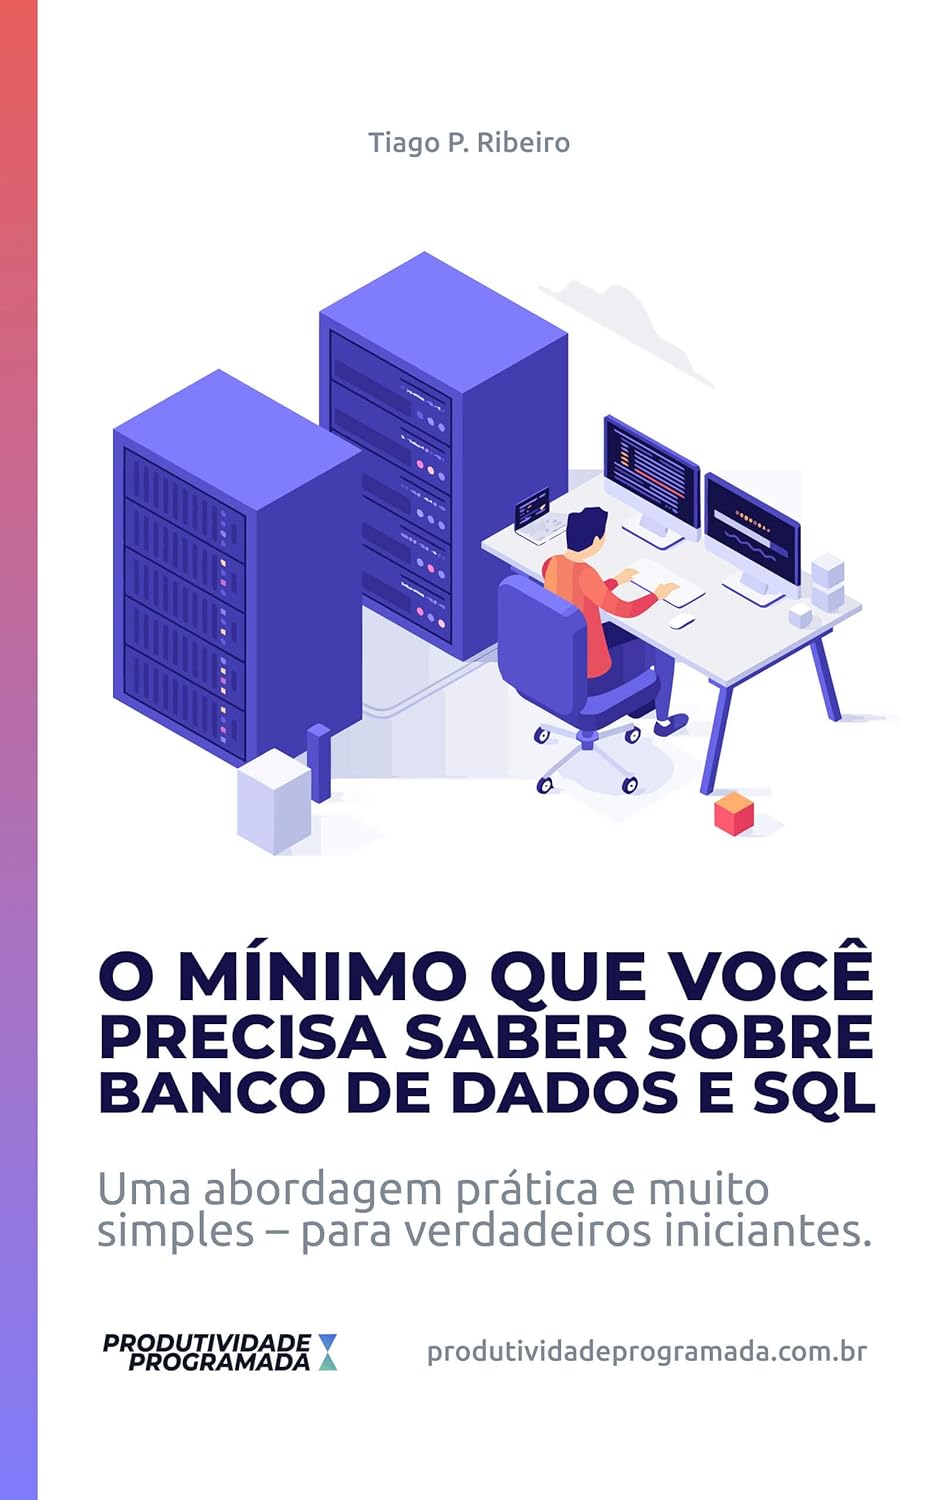 Tiago P. Ribeiro
O MÍNIMO QUE VOCÊ
PRECISA SABER SOBRE
BANCO DE DADOS E SQL
Uma abordagem prática e muito
simples – para verdadeiros iniciantes.
PRODUTIVIDADE
PROGRAMADA
produtividadeprogramada.com.br